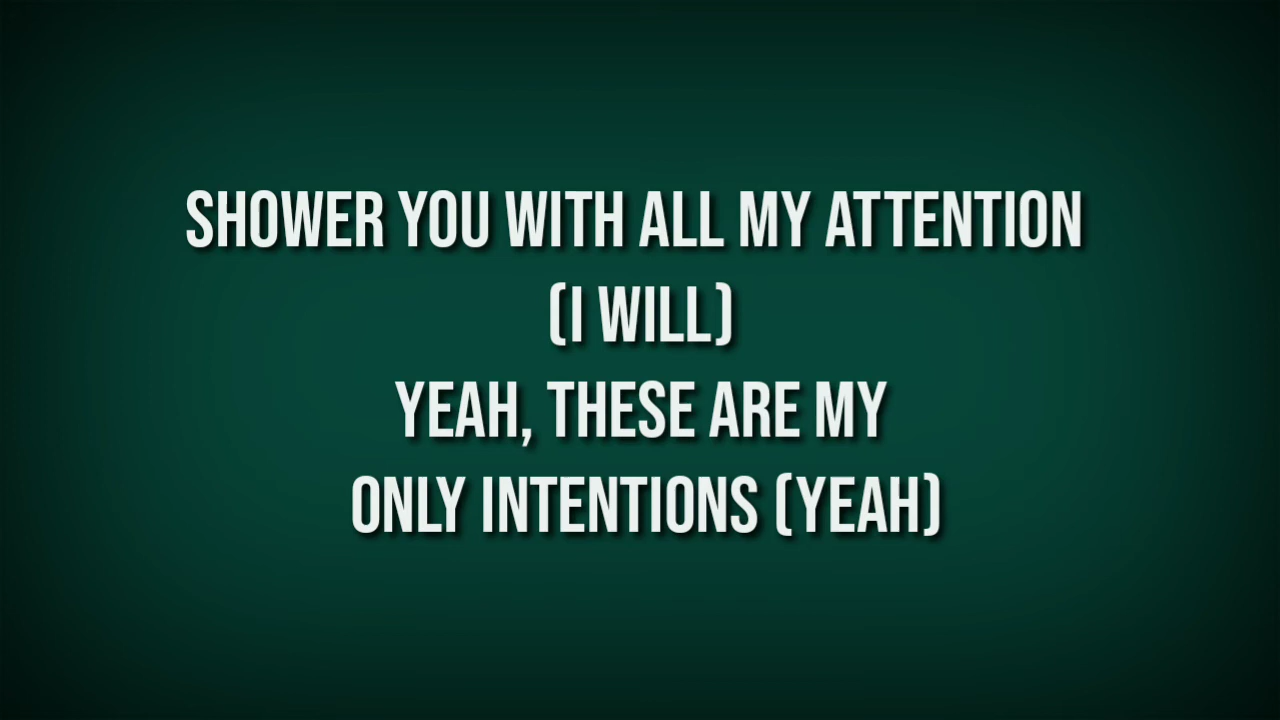 SHOWER YOU WITH ALL MY ATTENTION
(I WILL)
YEAH, THESE ARE MY
ONLY INTENTIONS (YEAH)